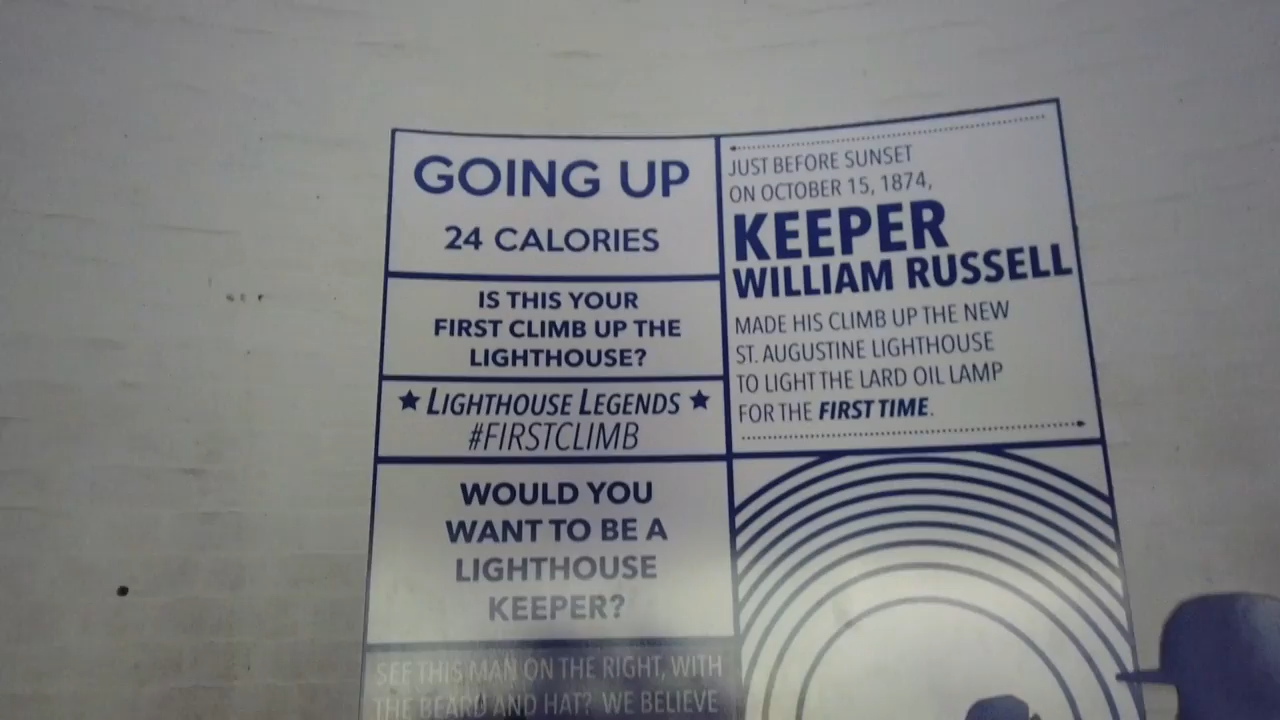 GOING UP
24 CALORIES
IS THIS YOUR
FIRST CLIMB UP THE
LIGHTHOUSE?
★ LIGHTHOUSE LEGENDS ★
#FIRSTCLIMB
WOULD YOU
WANT TO BE A
LIGHTHOUSE
KEEPER?
SEE THIS MAN ON THE RIGHT, WITH
THE BEARD AND HAT? WE BELIEVE
JUST BEFORE SUNSET
ON OCTOBER 15, 1874,
KEEPER
WILLIAM RUSSELL
MADE HIS CLIMB UP THE NEW
ST. AUGUSTINE LIGHTHOUSE
TO LIGHT THE LARD OIL LAMP
FOR THE FIRST TIME.